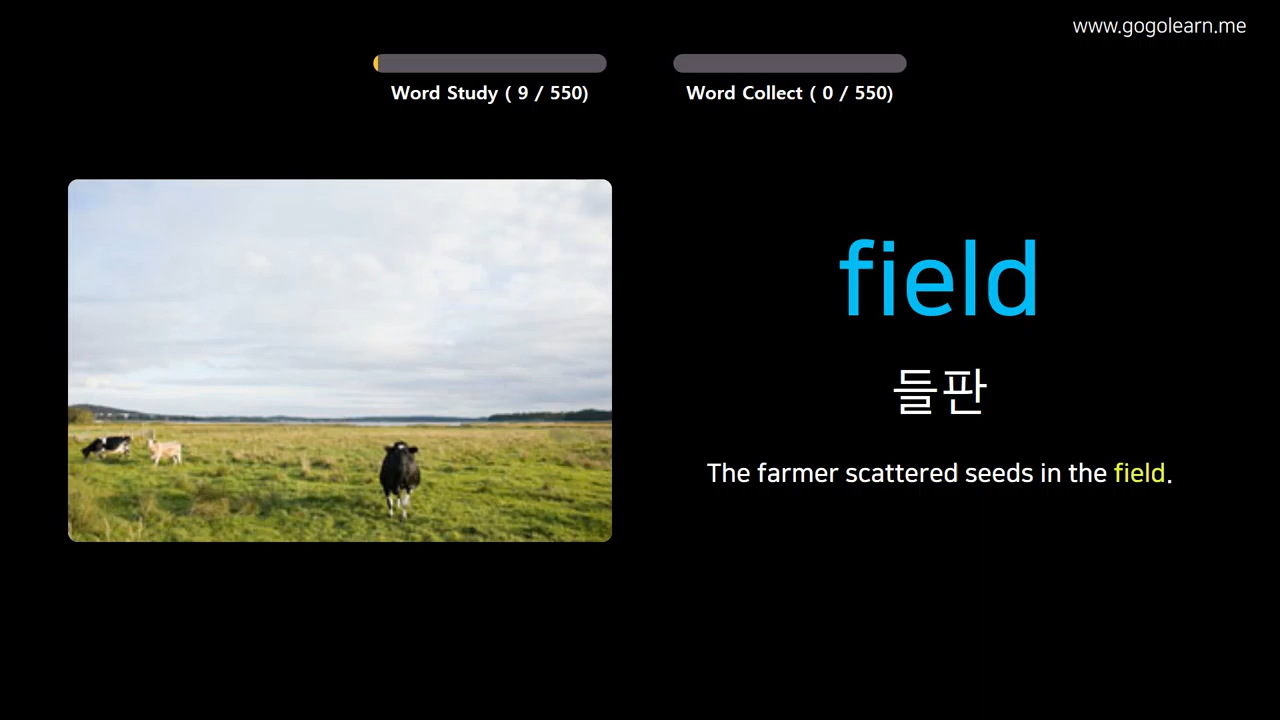 www.gogolearn.me
Word Study ( 9 / 550)
Word Collect ( 0 / 550)
field
들판
The farmer scattered seeds in the field.